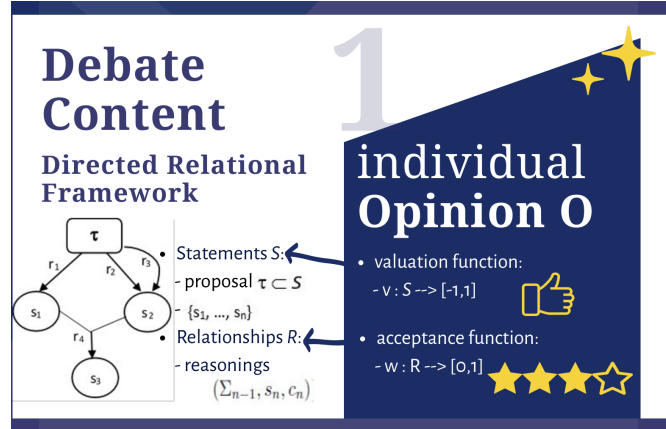 Debate
Content
Directed Relational
Framework
τ
r₁
r₂
r₃
s₁
s₂
r₄
s₃
• Statements S:
- proposal τ ⊂ S
- {s₁, ..., sₙ}
• Relationships R:
- reasonings
(Σₙ₋₁, sₙ, cₙ)
1
individual
Opinion O
• valuation function:
- v : S --> [-1,1]
• acceptance function:
- w : R --> [0,1]